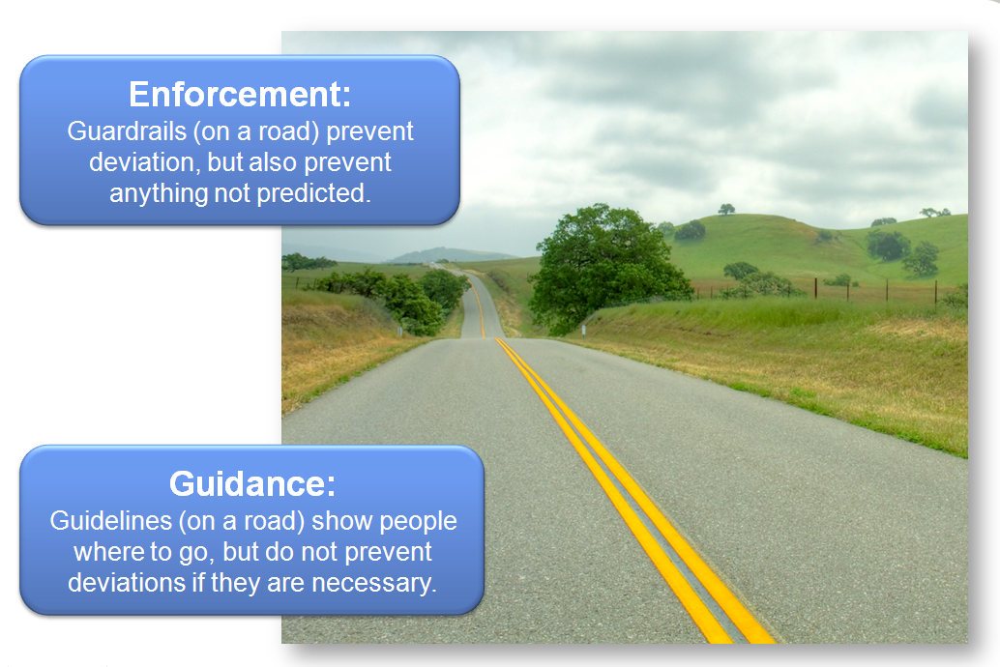 Enforcement:
Guardrails (on a road) prevent
deviation, but also prevent
anything not predicted.
Guidance:
Guidelines (on a road) show people
where to go, but do not prevent
deviations if they are necessary.